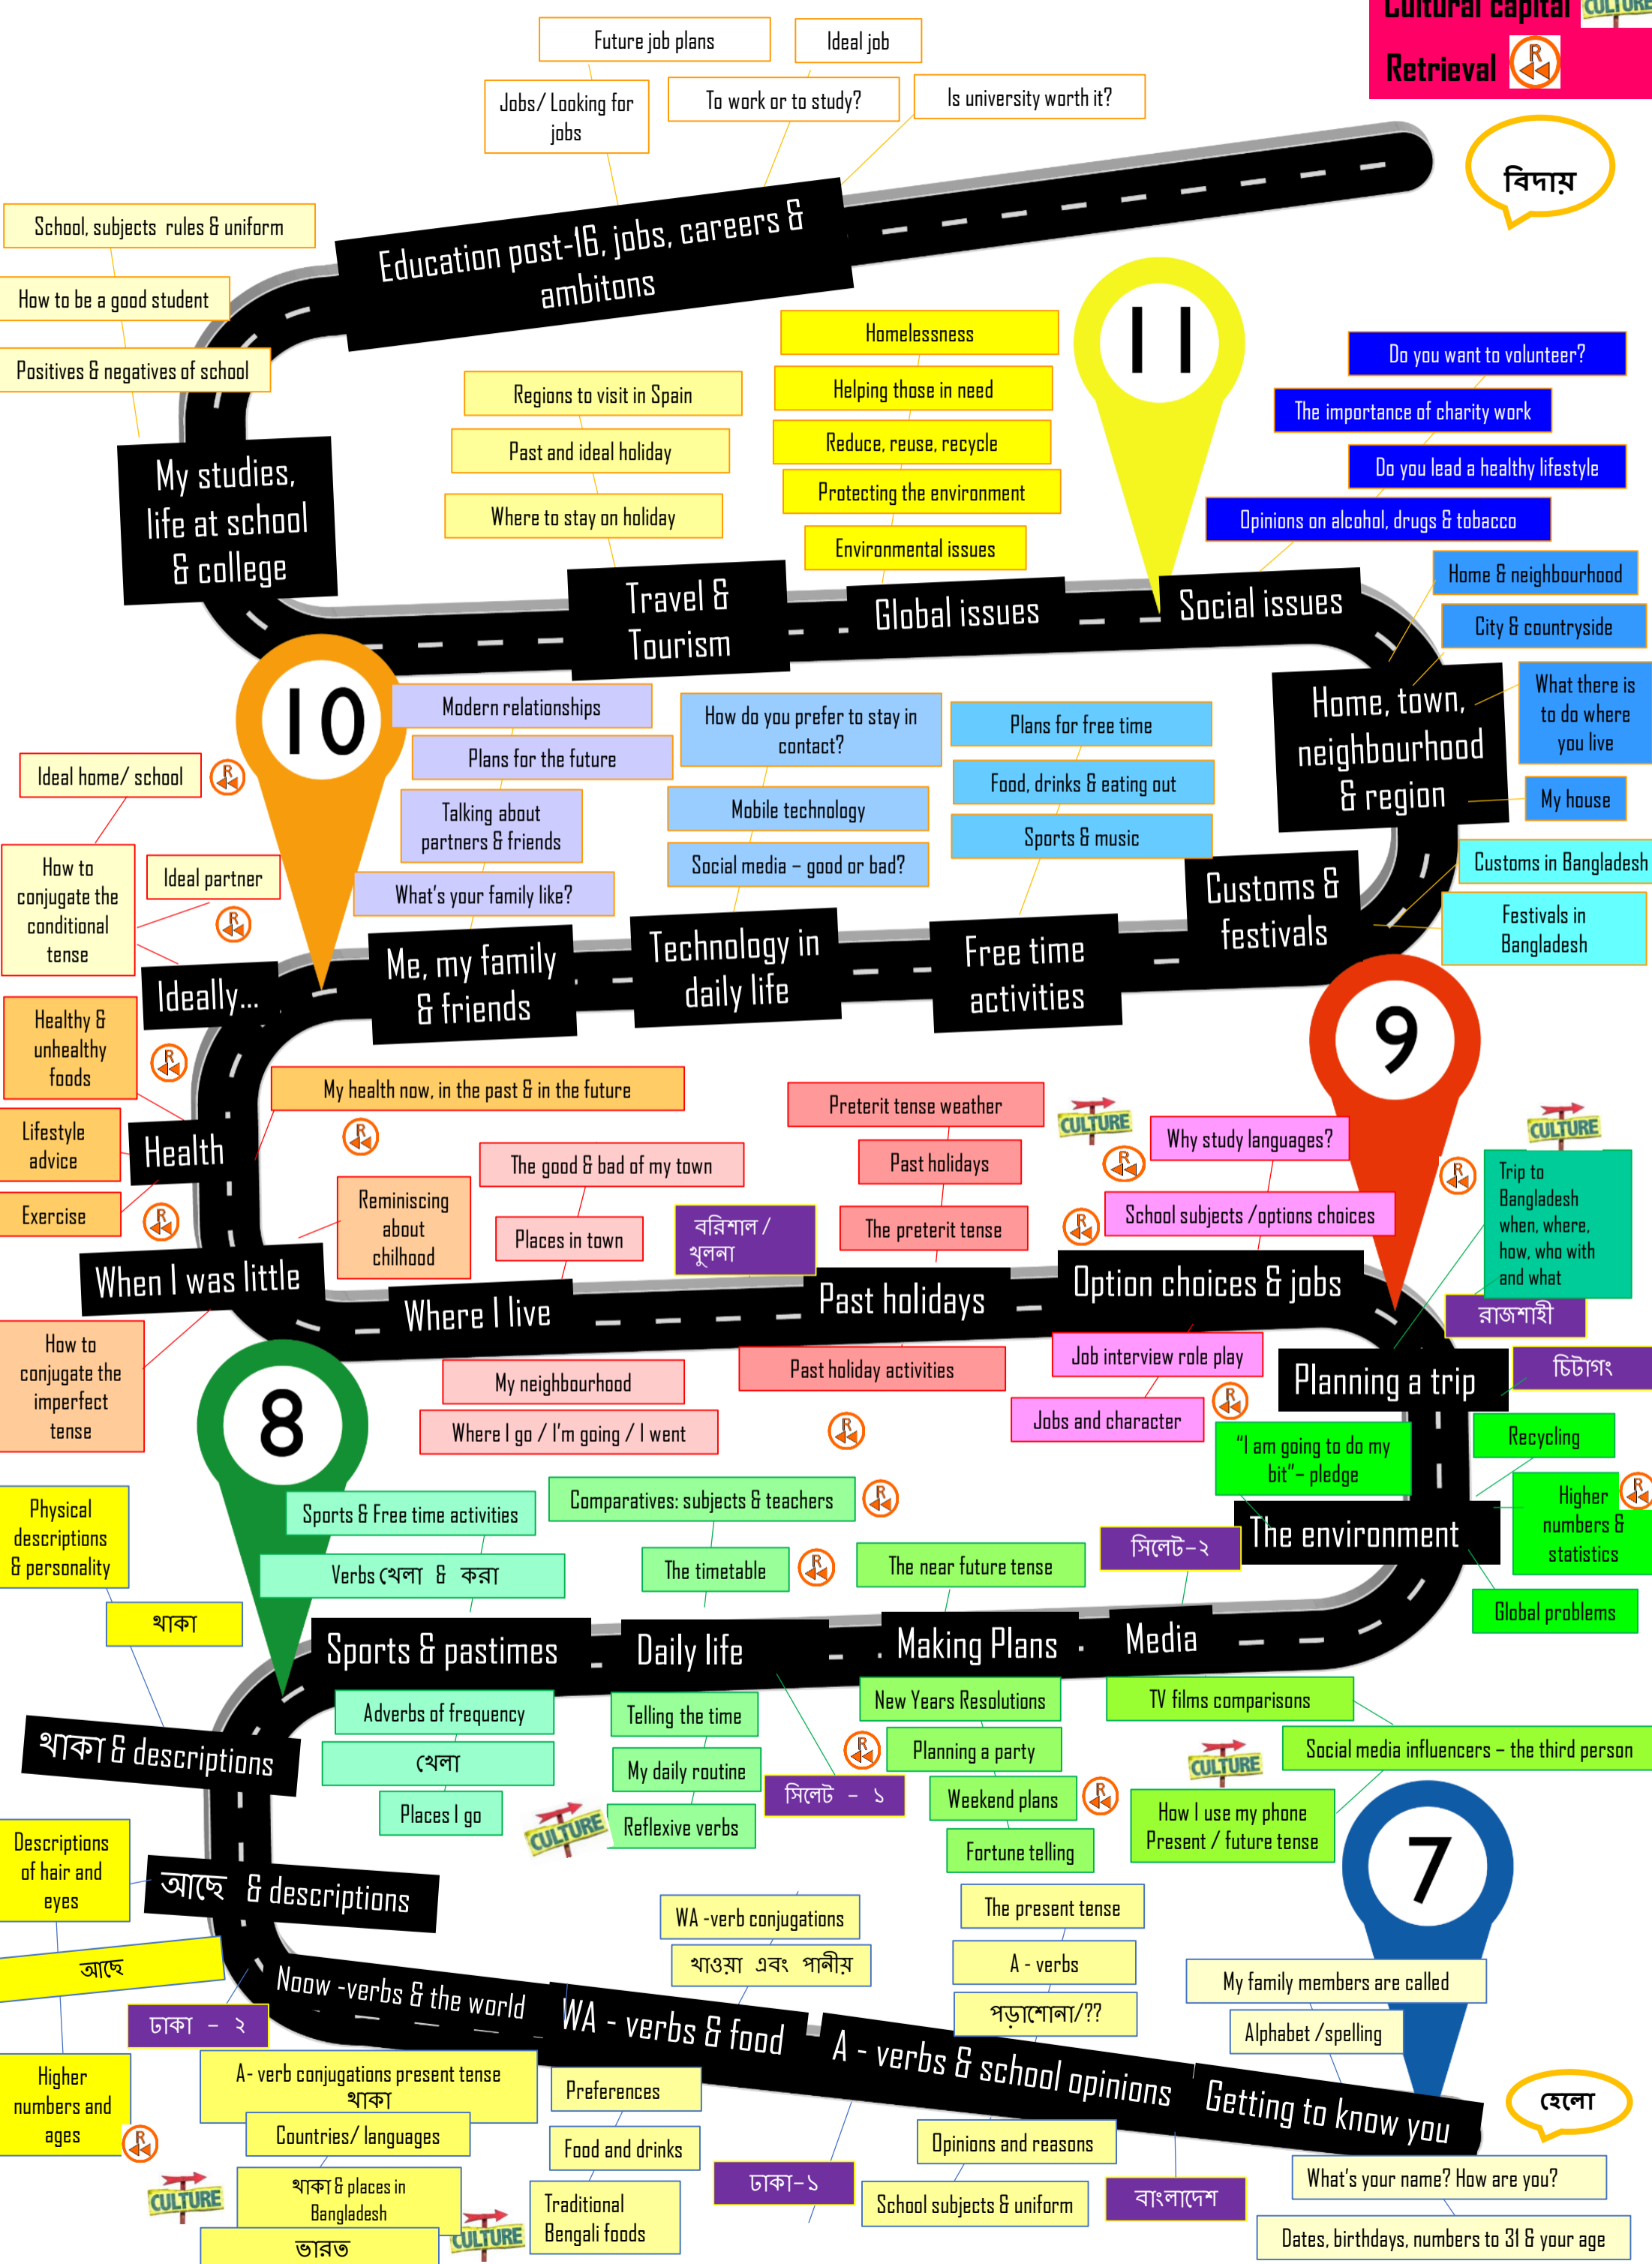 Cultural capital
CULTURE
Retrieval
R
Future job plans
Ideal job
Jobs/ Looking for
jobs
To work or to study?
Is university worth it?
বিদায়
School, subjects rules & uniform
How to be a good student
Positives & negatives of school
Education post-16, jobs, careers &
ambitons
My studies,
life at school
& college
Regions to visit in Spain
Past and ideal holiday
Where to stay on holiday
Travel &
Tourism
Homelessness
Helping those in need
Reduce, reuse, recycle
Protecting the environment
Environmental issues
Global issues
11
Do you want to volunteer?
The importance of charity work
Do you lead a healthy lifestyle
Opinions on alcohol, drugs & tobacco
Social issues
Home & neighbourhood
City & countryside
What there is
to do where
you live
My house
Home, town,
neighbourhood
& region
Customs in Bangladesh
Festivals in
Bangladesh
Customs &
festivals
Plans for free time
Food, drinks & eating out
Sports & music
Free time
activities
How do you prefer to stay in
contact?
Mobile technology
Social media – good or bad?
Technology in
daily life
Modern relationships
Plans for the future
Talking about
partners & friends
What's your family like?
Me, my family
& friends
10
Ideal home/ school
R
How to
conjugate the
conditional
tense
Ideal partner
R
Ideally...
Healthy &
unhealthy
foods
R
Lifestyle
advice
Exercise
R
Health
My health now, in the past & in the future
R
Reminiscing
about
chilhood
When I was little
How to
conjugate the
imperfect
tense
The good & bad of my town
Places in town
Where I live
My neighbourhood
Where I go / I'm going / I went
বরিশাল /
খুলনা
Preterit tense weather
Past holidays
The preterit tense
Past holidays
Past holiday activities
R
CULTURE
R
Why study languages?
R
School subjects /options choices
Option choices & jobs
Job interview role play
Jobs and character
R
9
R
CULTURE
Trip to
Bangladesh
when, where,
how, who with
and what
রাজশাহী
চিটাগং
Planning a trip
Recycling
"I am going to do my
bit"– pledge
Higher
numbers &
statistics
R
The environment
Global problems
8
Physical
descriptions
& personality
থাকা
Sports & Free time activities
Verbs খেলা & করা
Sports & pastimes
Adverbs of frequency
খেলা
Places I go
CULTURE
Comparatives: subjects & teachers
R
The timetable
R
Daily life
Telling the time
My daily routine
Reflexive verbs
সিলেট - ১
The near future tense
Making Plans
New Years Resolutions
R
Planning a party
Weekend plans
R
Fortune telling
সিলেট-২
Media
TV films comparisons
Social media influencers – the third person
CULTURE
How I use my phone
Present / future tense
7
থাকা & descriptions
Descriptions
of hair and
eyes
আছে & descriptions
আছে
ঢাকা - ২
Higher
numbers and
ages
R
Noow -verbs & the world
A- verb conjugations present tense
থাকা
Countries/ languages
CULTURE
থাকা & places in
Bangladesh
ভারত
CULTURE
WA -verb conjugations
খাওয়া এবং পানীয়
WA - verbs & food
Preferences
Food and drinks
Traditional
Bengali foods
ঢাকা-১
The present tense
A - verbs
পড়াশোনা/??
A - verbs & school opinions
Opinions and reasons
School subjects & uniform
বাংলাদেশ
My family members are called
Alphabet /spelling
Getting to know you
হেলো
What's your name? How are you?
Dates, birthdays, numbers to 31 & your age